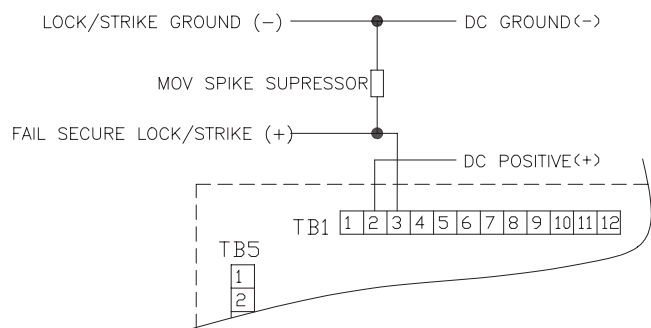 LOCK/STRIKE GROUND (-) DC GROUND(-)
MOV SPIKE SUPRESSOR
FAIL SECURE LOCK/STRIKE (+)
DC POSITIVE(+)
TB1 1 2 3 4 5 6 7 8 9 10 11 12
TB5
1
2